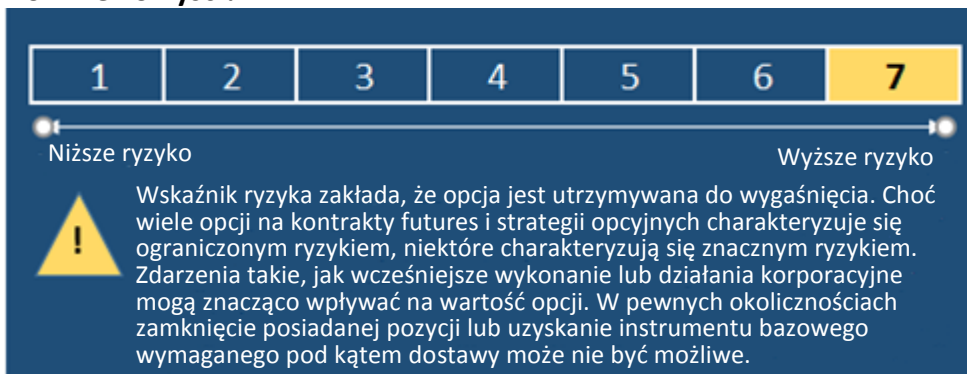 1 2 3 4 5 6 7
Niższe ryzyko Wyższe ryzyko
Wskaźnik ryzyka zakłada, że opcja jest utrzymywana do wygaśnięcia. Choć
wiele opcji na kontrakty futures i strategii opcyjnych charakteryzuje się
ograniczonym ryzykiem, niektóre charakteryzują się znacznym ryzykiem.
Zdarzenia takie, jak wcześniejsze wykonanie lub działania korporacyjne
mogą znacząco wpływać na wartość opcji. W pewnych okolicznościach
zamknięcie posiadanej pozycji lub uzyskanie instrumentu bazowego
wymaganego pod kątem dostawy może nie być możliwe.